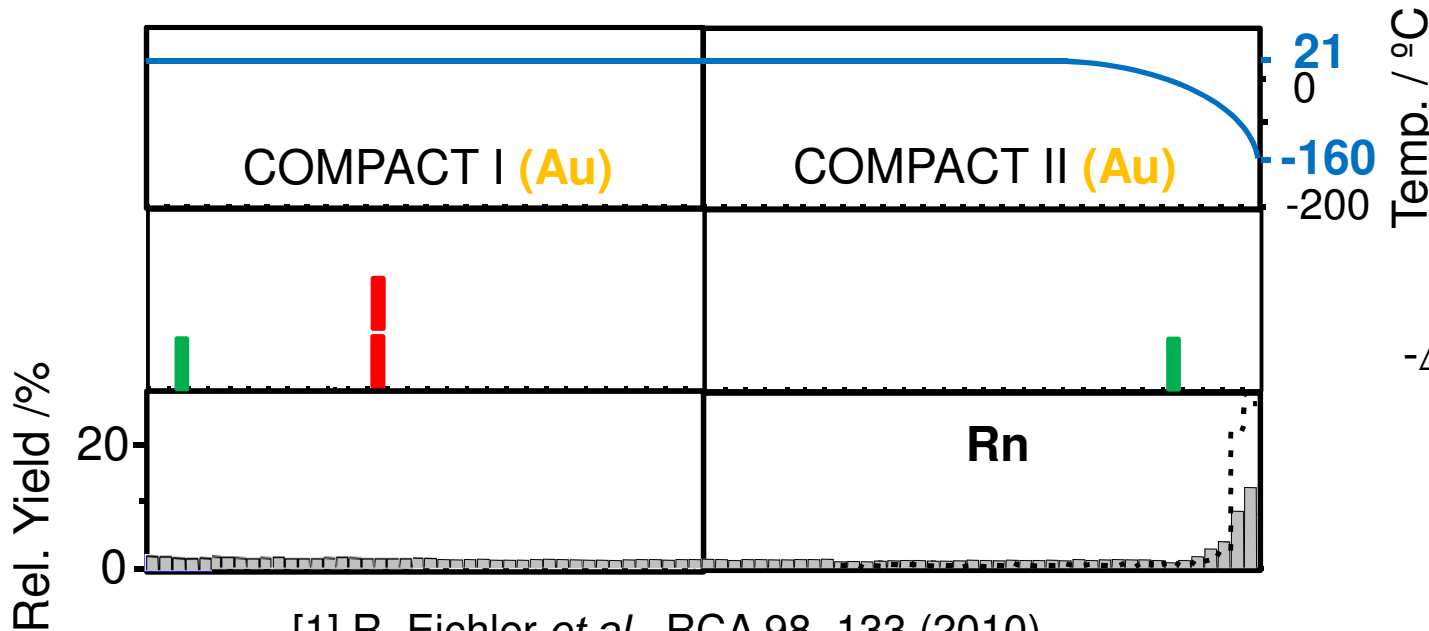 21
0
COMPACT I (Au)
COMPACT II (Au)
-160
-200
Temp. / ºC
Rel. Yield /%
20
Rn
0